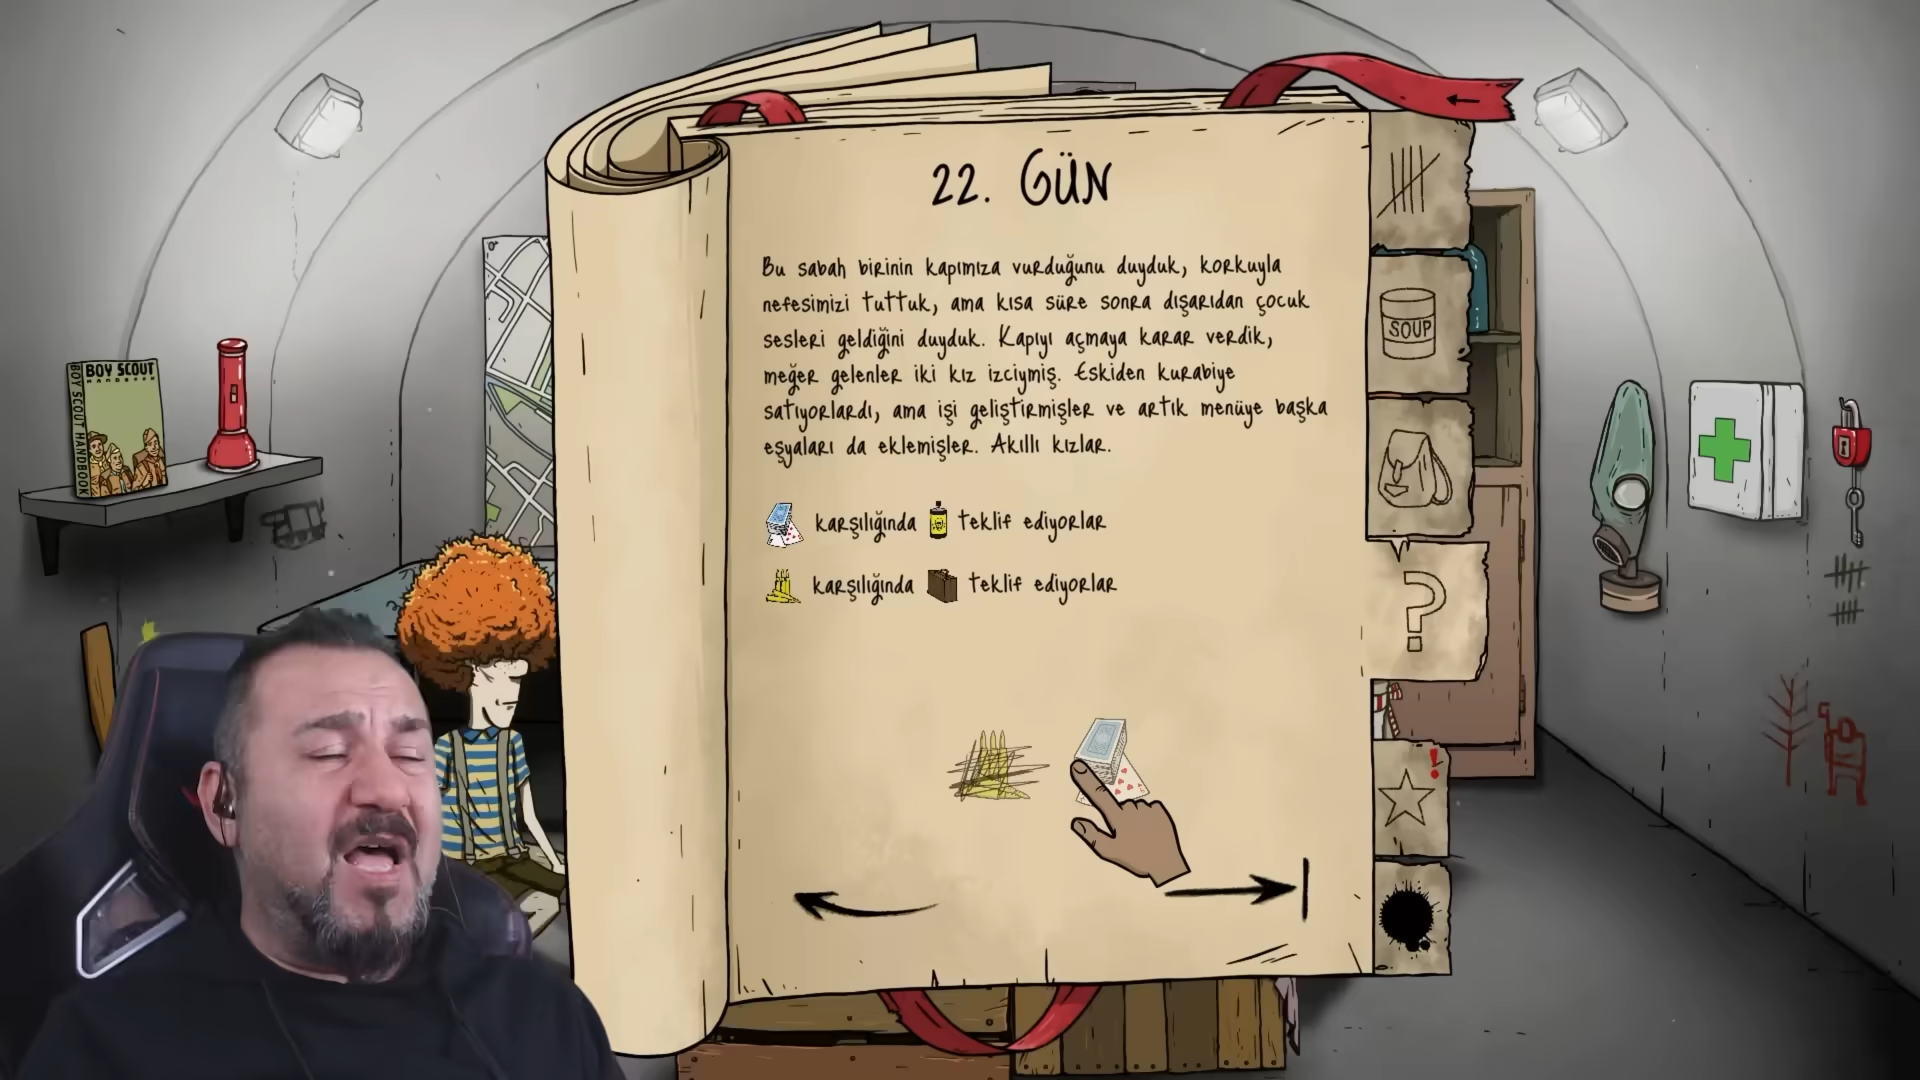 22. GÜN
Bu sabah birinin kapımıza vurduğunu duyduk, korkuyla
nefesimizi tuttuk, ama kısa süre sonra dışarıdan çocuk
sesleri geldiğini duyduk. Kapıyı açmaya karar verdik,
meğer gelenler iki kız izciymiş. Eskiden kurabiye
satıyorlardı, ama işi geliştirmişler ve artık menüye başka
eşyaları da eklemişler. Akıllı kızlar.
karşılığında teklif ediyorlar
karşılığında teklif ediyorlar
SOUP
?
!
BOY SCOUT
HANDBOOK
BOY SCOUT HANDBOOK